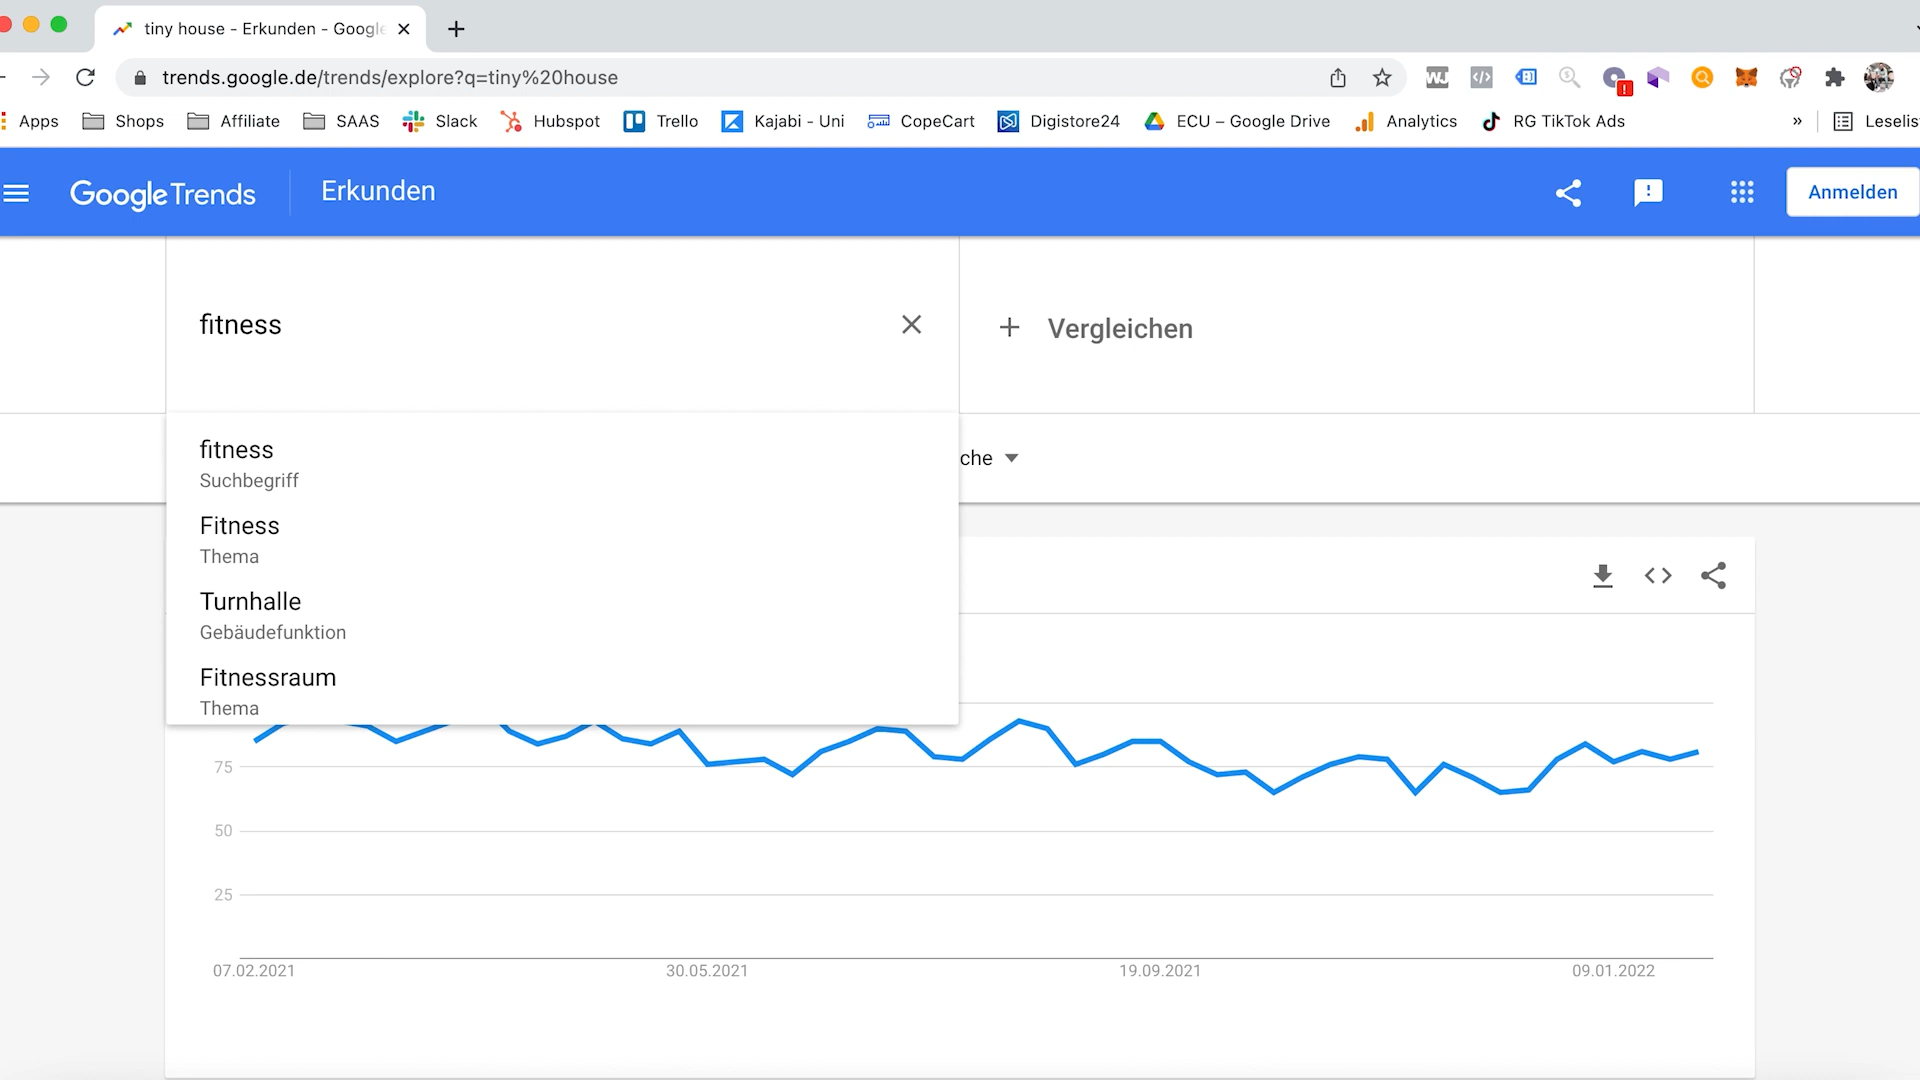 tiny house - Erkunden - Google
trends.google.de/trends/explore?q=tiny%20house
Apps Shops Affiliate SAAS Slack Hubspot Trello Kajabi - Uni CopeCart Digistore24 ECU – Google Drive Analytics RG TikTok Ads » Leselis
Google Trends Erkunden Anmelden
fitness
+ Vergleichen
fitness
Suchbegriff
che
Fitness
Thema
Turnhalle
Gebäudefunktion
Fitnessraum
Thema
75
50
25
07.02.2021 30.05.2021 19.09.2021 09.01.2022